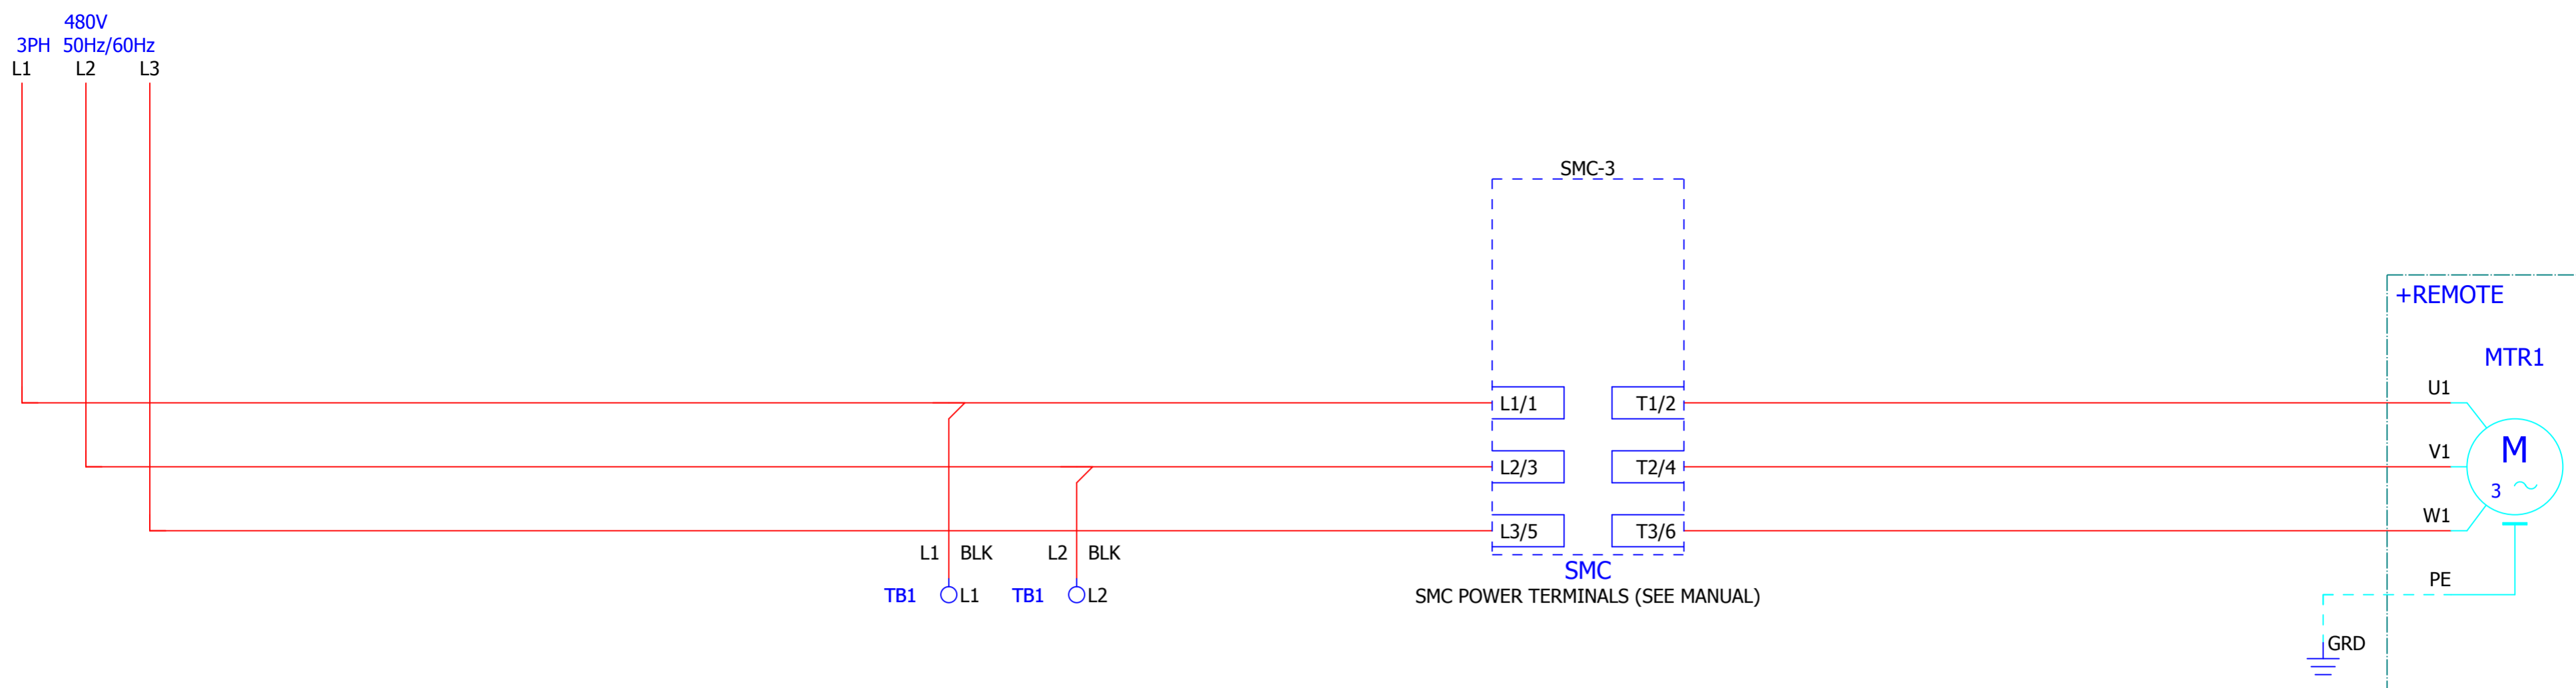 480V
3PH 50Hz/60Hz
L1 L2 L3
SMC-3
+REMOTE
MTR1
L1/1 T1/2
U1
L2/3 T2/4
V1
M
3
L3/5 T3/6
W1
L1 BLK L2 BLK
SMC
TB1 L1 TB1 L2
SMC POWER TERMINALS (SEE MANUAL)
PE
GRD